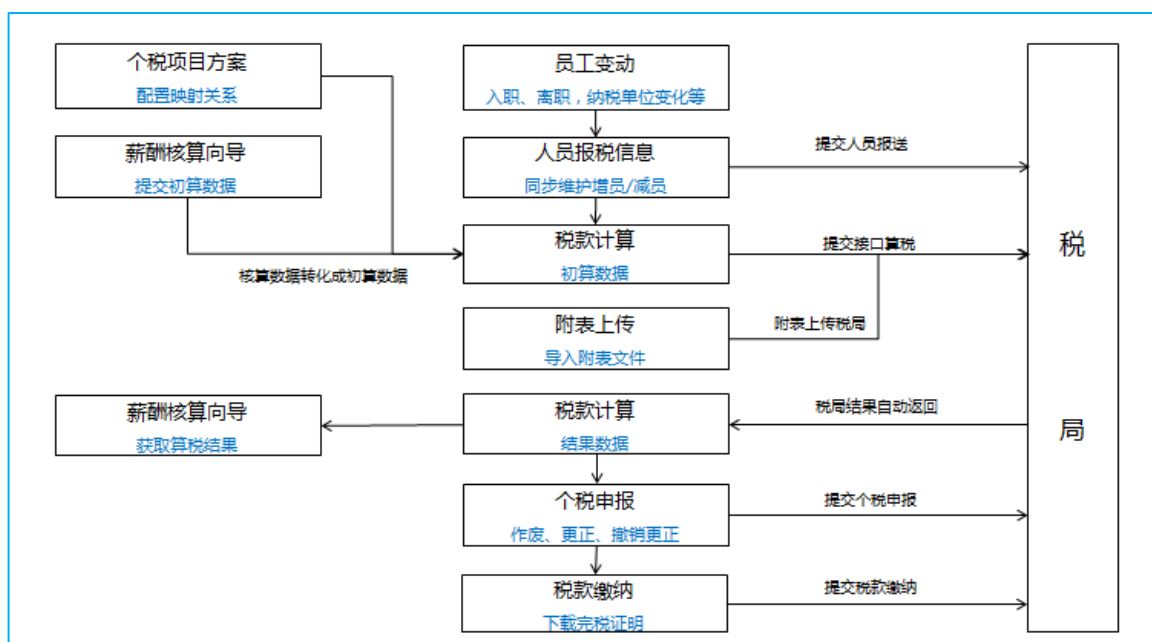 个税项目方案
配置映射关系
员工变动
入职、离职，纳税单位变化等
薪酬核算向导
提交初算数据
人员报税信息
同步维护增员/减员
提交人员报送
税款计算
初算数据
提交接口算税
核算数据转化成初算数据
附表上传
导入附表文件
附表上传税局
薪酬核算向导
获取算税结果
税款计算
结果数据
税局结果自动返回
个税申报
作废、更正、撤销更正
提交个税申报
税款缴纳
下载完税证明
提交税款缴纳
税
局